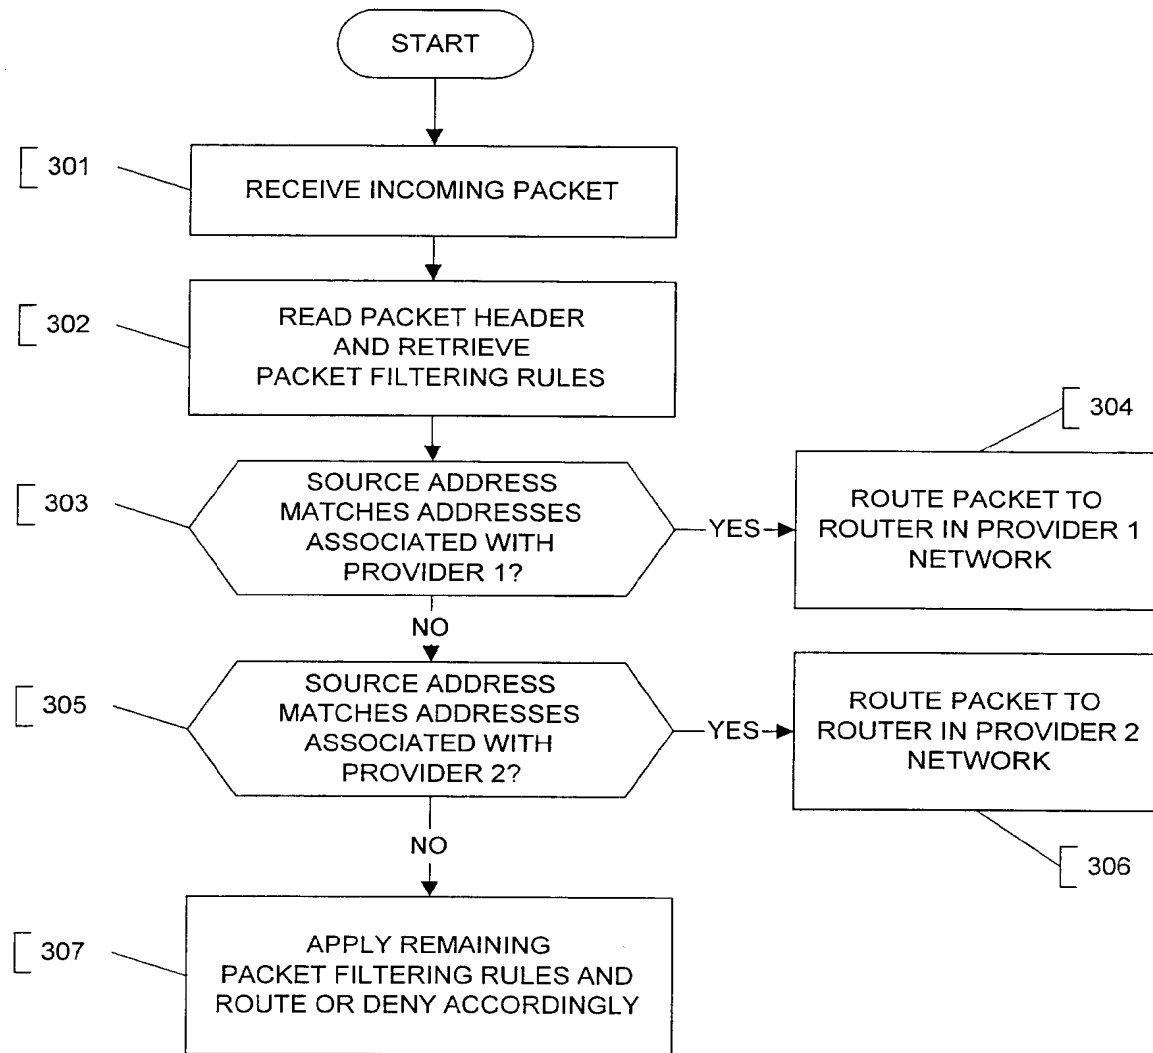 START
301
RECEIVE INCOMING PACKET
302
READ PACKET HEADER
AND RETRIEVE
PACKET FILTERING RULES
303
SOURCE ADDRESS
MATCHES ADDRESSES
ASSOCIATED WITH
PROVIDER 1?
YES
304
ROUTE PACKET TO
ROUTER IN PROVIDER 1
NETWORK
NO
305
SOURCE ADDRESS
MATCHES ADDRESSES
ASSOCIATED WITH
PROVIDER 2?
YES
ROUTE PACKET TO
ROUTER IN PROVIDER 2
NETWORK
306
NO
307
APPLY REMAINING
PACKET FILTERING RULES AND
ROUTE OR DENY ACCORDINGLY